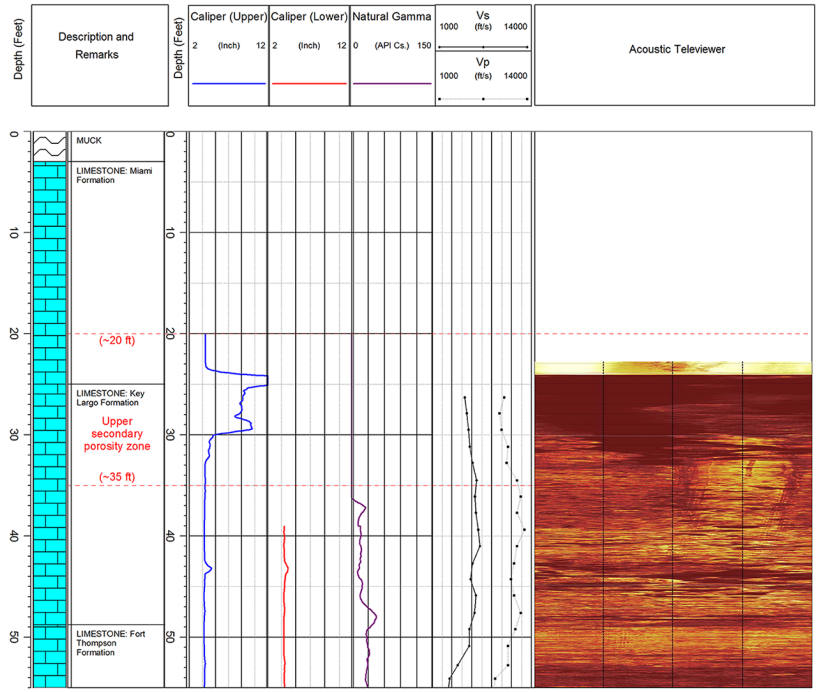 Depth (Feet)
Description and
Remarks
Depth (Feet)
Caliper (Upper)
2 (Inch) 12
Caliper (Lower)
2 (Inch) 12
Natural Gamma
0 (API Cs.) 150
Vs
1000 (ft/s) 14000
Vp
1000 (ft/s) 14000
Acoustic Televiewer
0
10
20
30
40
50
MUCK
LIMESTONE: Miami
Formation
(~20 ft)
LIMESTONE: Key
Largo Formation
Upper
secondary
porosity zone
(~35 ft)
LIMESTONE: Fort
Thompson
Formation
0
10
20
30
40
50